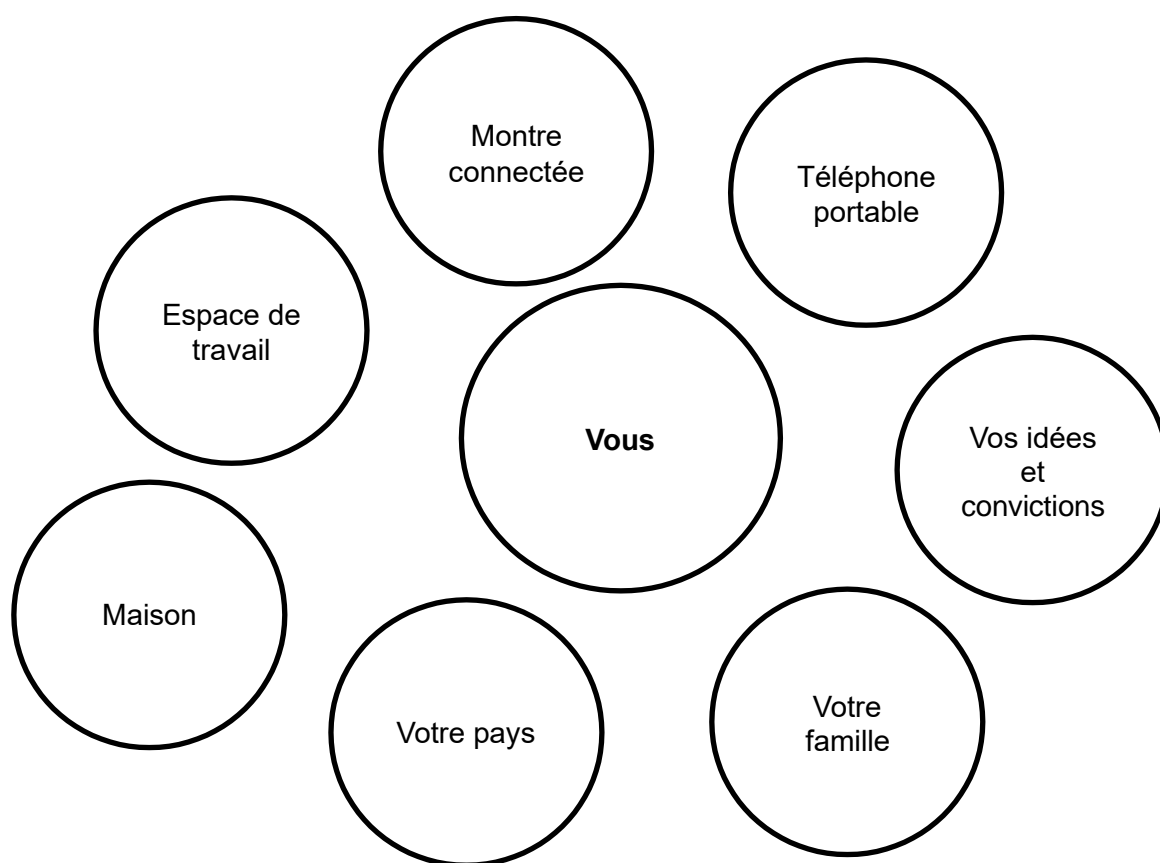 Montre
connectée
Téléphone
portable
Espace de
travail
Vous
Vos idées
et
convictions
Maison
Votre pays
Votre
famille